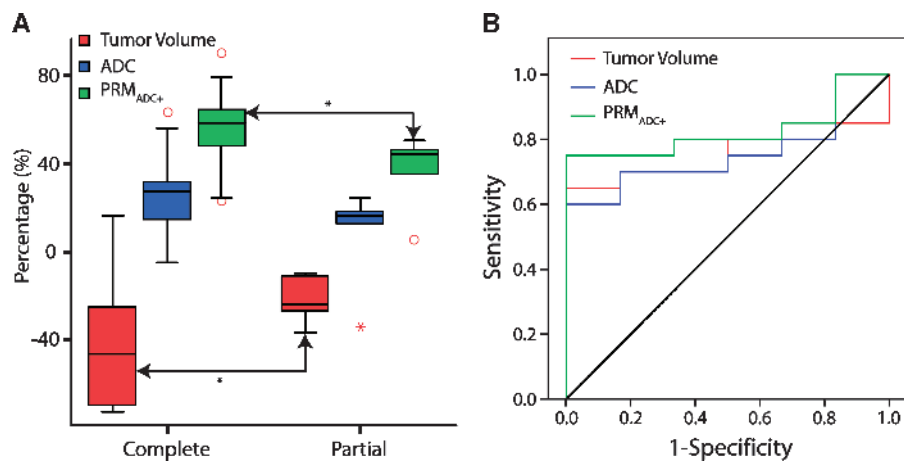 A
Tumor Volume
ADC
PRM_ADC+
Percentage (%)
80
40
0
-40
*
*
*
Complete
Partial
B
Tumor Volume
ADC
PRM_ADC+
Sensitivity
1.0
0.8
0.6
0.4
0.2
0.0
0.0
0.2
0.4
0.6
0.8
1.0
1-Specificity